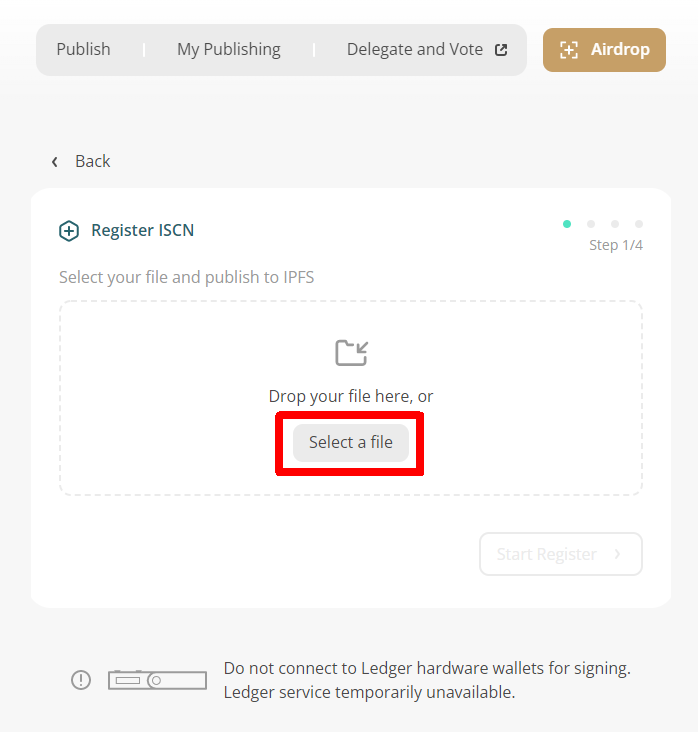 Publish
My Publishing
Delegate and Vote
Airdrop
Back
Register ISCN
Step 1/4
Select your file and publish to IPFS
Drop your file here, or
Select a file
Start Register
Do not connect to Ledger hardware wallets for signing.
Ledger service temporarily unavailable.